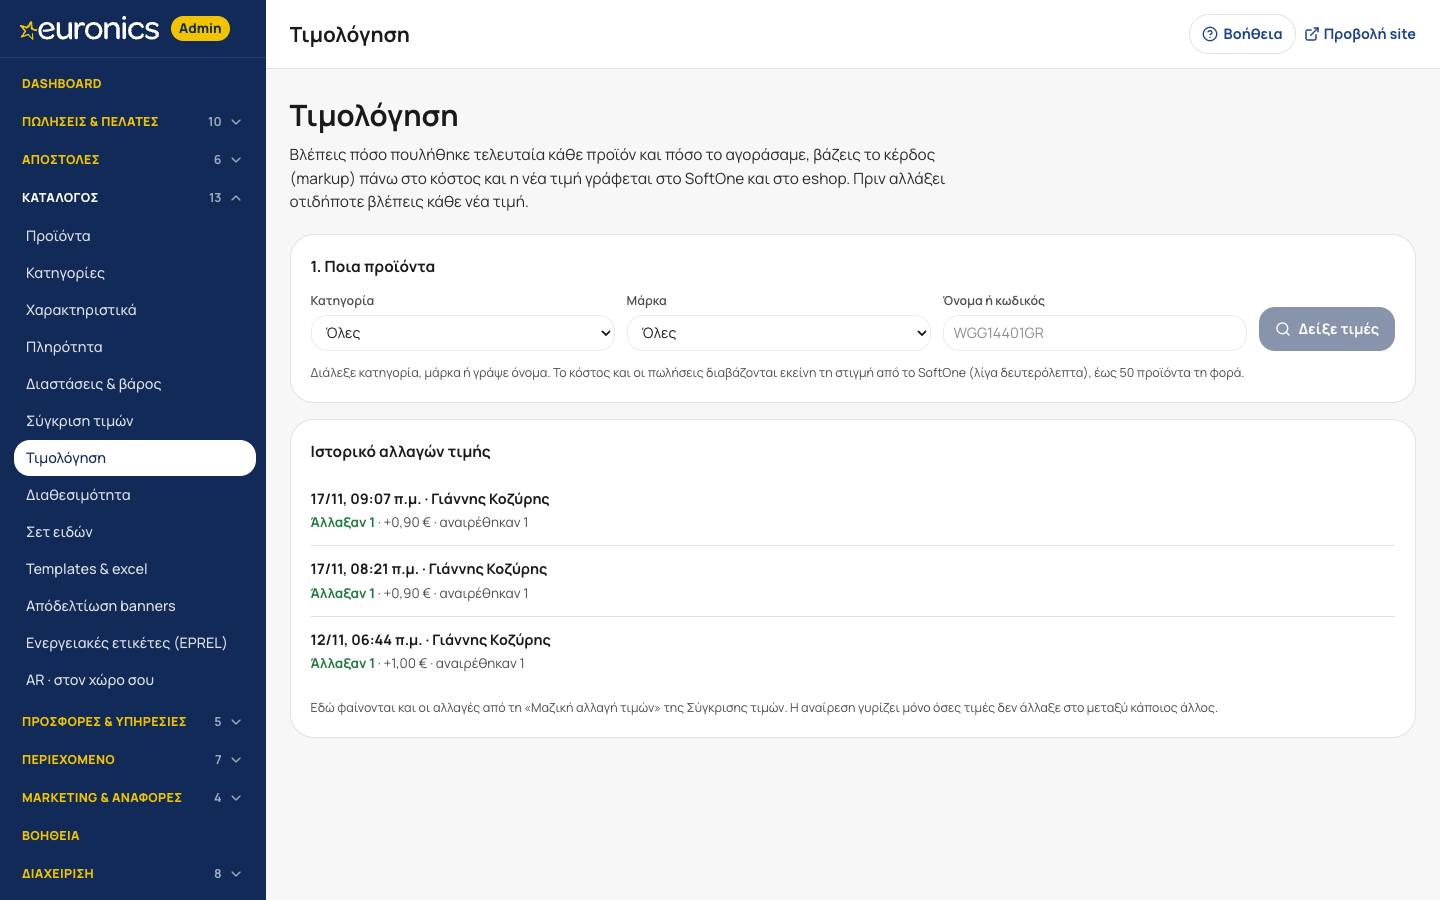 euronics Admin
DASHBOARD
ΠΩΛΗΣΕΙΣ & ΠΕΛΑΤΕΣ 10
ΑΠΟΣΤΟΛΕΣ 6
ΚΑΤΑΛΟΓΟΣ 13
Προϊόντα
Κατηγορίες
Χαρακτηριστικά
Πληρότητα
Διαστάσεις & βάρος
Σύγκριση τιμών
Τιμολόγηση
Διαθεσιμότητα
Σετ ειδών
Templates & excel
Απόδελτίωση banners
Ενεργειακές ετικέτες (EPREL)
AR · στον χώρο σου
ΠΡΟΣΦΟΡΕΣ & ΥΠΗΡΕΣΙΕΣ 5
ΠΕΡΙΕΧΟΜΕΝΟ 7
MARKETING & ΑΝΑΦΟΡΕΣ 4
ΒΟΗΘΕΙΑ
ΔΙΑΧΕΙΡΙΣΗ 8
Τιμολόγηση
Βοήθεια
Προβολή site
Τιμολόγηση
Βλέπεις πόσο πουλήθηκε τελευταία κάθε προϊόν και πόσο το αγοράσαμε, βάζεις το κέρδος
(markup) πάνω στο κόστος και η νέα τιμή γράφεται στο SoftOne και στο eshop. Πριν αλλάξει
οτιδήποτε βλέπεις κάθε νέα τιμή.
1. Ποια προϊόντα
Κατηγορία Μάρκα Όνομα ή κωδικός
Όλες Όλες WGG14401GR Δείξε τιμές
Διάλεξε κατηγορία, μάρκα ή γράψε όνομα. Το κόστος και οι πωλήσεις διαβάζονται εκείνη τη στιγμή από το SoftOne (λίγα δευτερόλεπτα), έως 50 προϊόντα τη φορά.
Ιστορικό αλλαγών τιμής
17/11, 09:07 π.μ. · Γιάννης Κοζύρης
Άλλαξαν 1 · +0,90 € · αναιρέθηκαν 1
17/11, 08:21 π.μ. · Γιάννης Κοζύρης
Άλλαξαν 1 · +0,90 € · αναιρέθηκαν 1
12/11, 06:44 π.μ. · Γιάννης Κοζύρης
Άλλαξαν 1 · +1,00 € · αναιρέθηκαν 1
Εδώ φαίνονται και οι αλλαγές από τη «Μαζική αλλαγή τιμών» της Σύγκρισης τιμών. Η αναίρεση γυρίζει μόνο όσες τιμές δεν άλλαξε στο μεταξύ κάποιος άλλος.